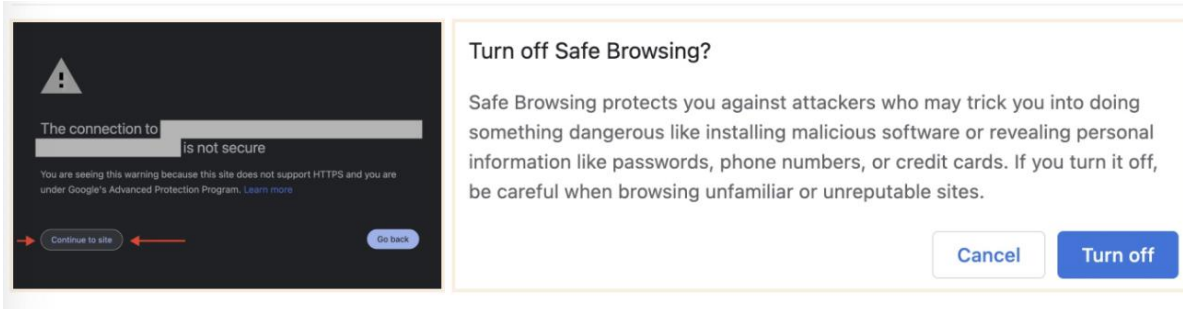 The connection to
is not secure
You are seeing this warning because this site does not support HTTPS and you are
under Google's Advanced Protection Program. Learn more
Continue to site
Go back
Turn off Safe Browsing?
Safe Browsing protects you against attackers who may trick you into doing
something dangerous like installing malicious software or revealing personal
information like passwords, phone numbers, or credit cards. If you turn it off,
be careful when browsing unfamiliar or unreputable sites.
Cancel
Turn off